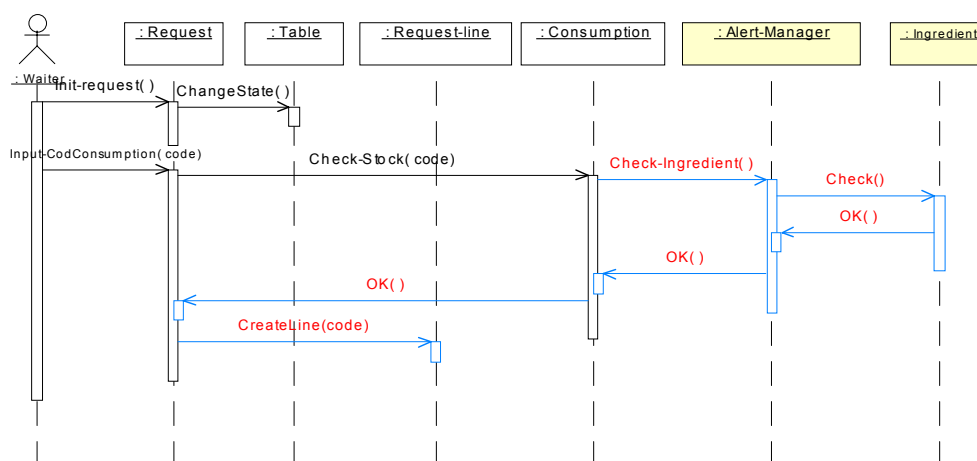 : Request
: Table
: Request-line
: Consumption
: Alert-Manager
: Ingredient
: Waiter
Init-request( )
ChangeState( )
Input-CodConsumption( code)
Check-Stock( code)
Check-Ingredient( )
Check()
OK( )
OK( )
OK( )
CreateLine(code)